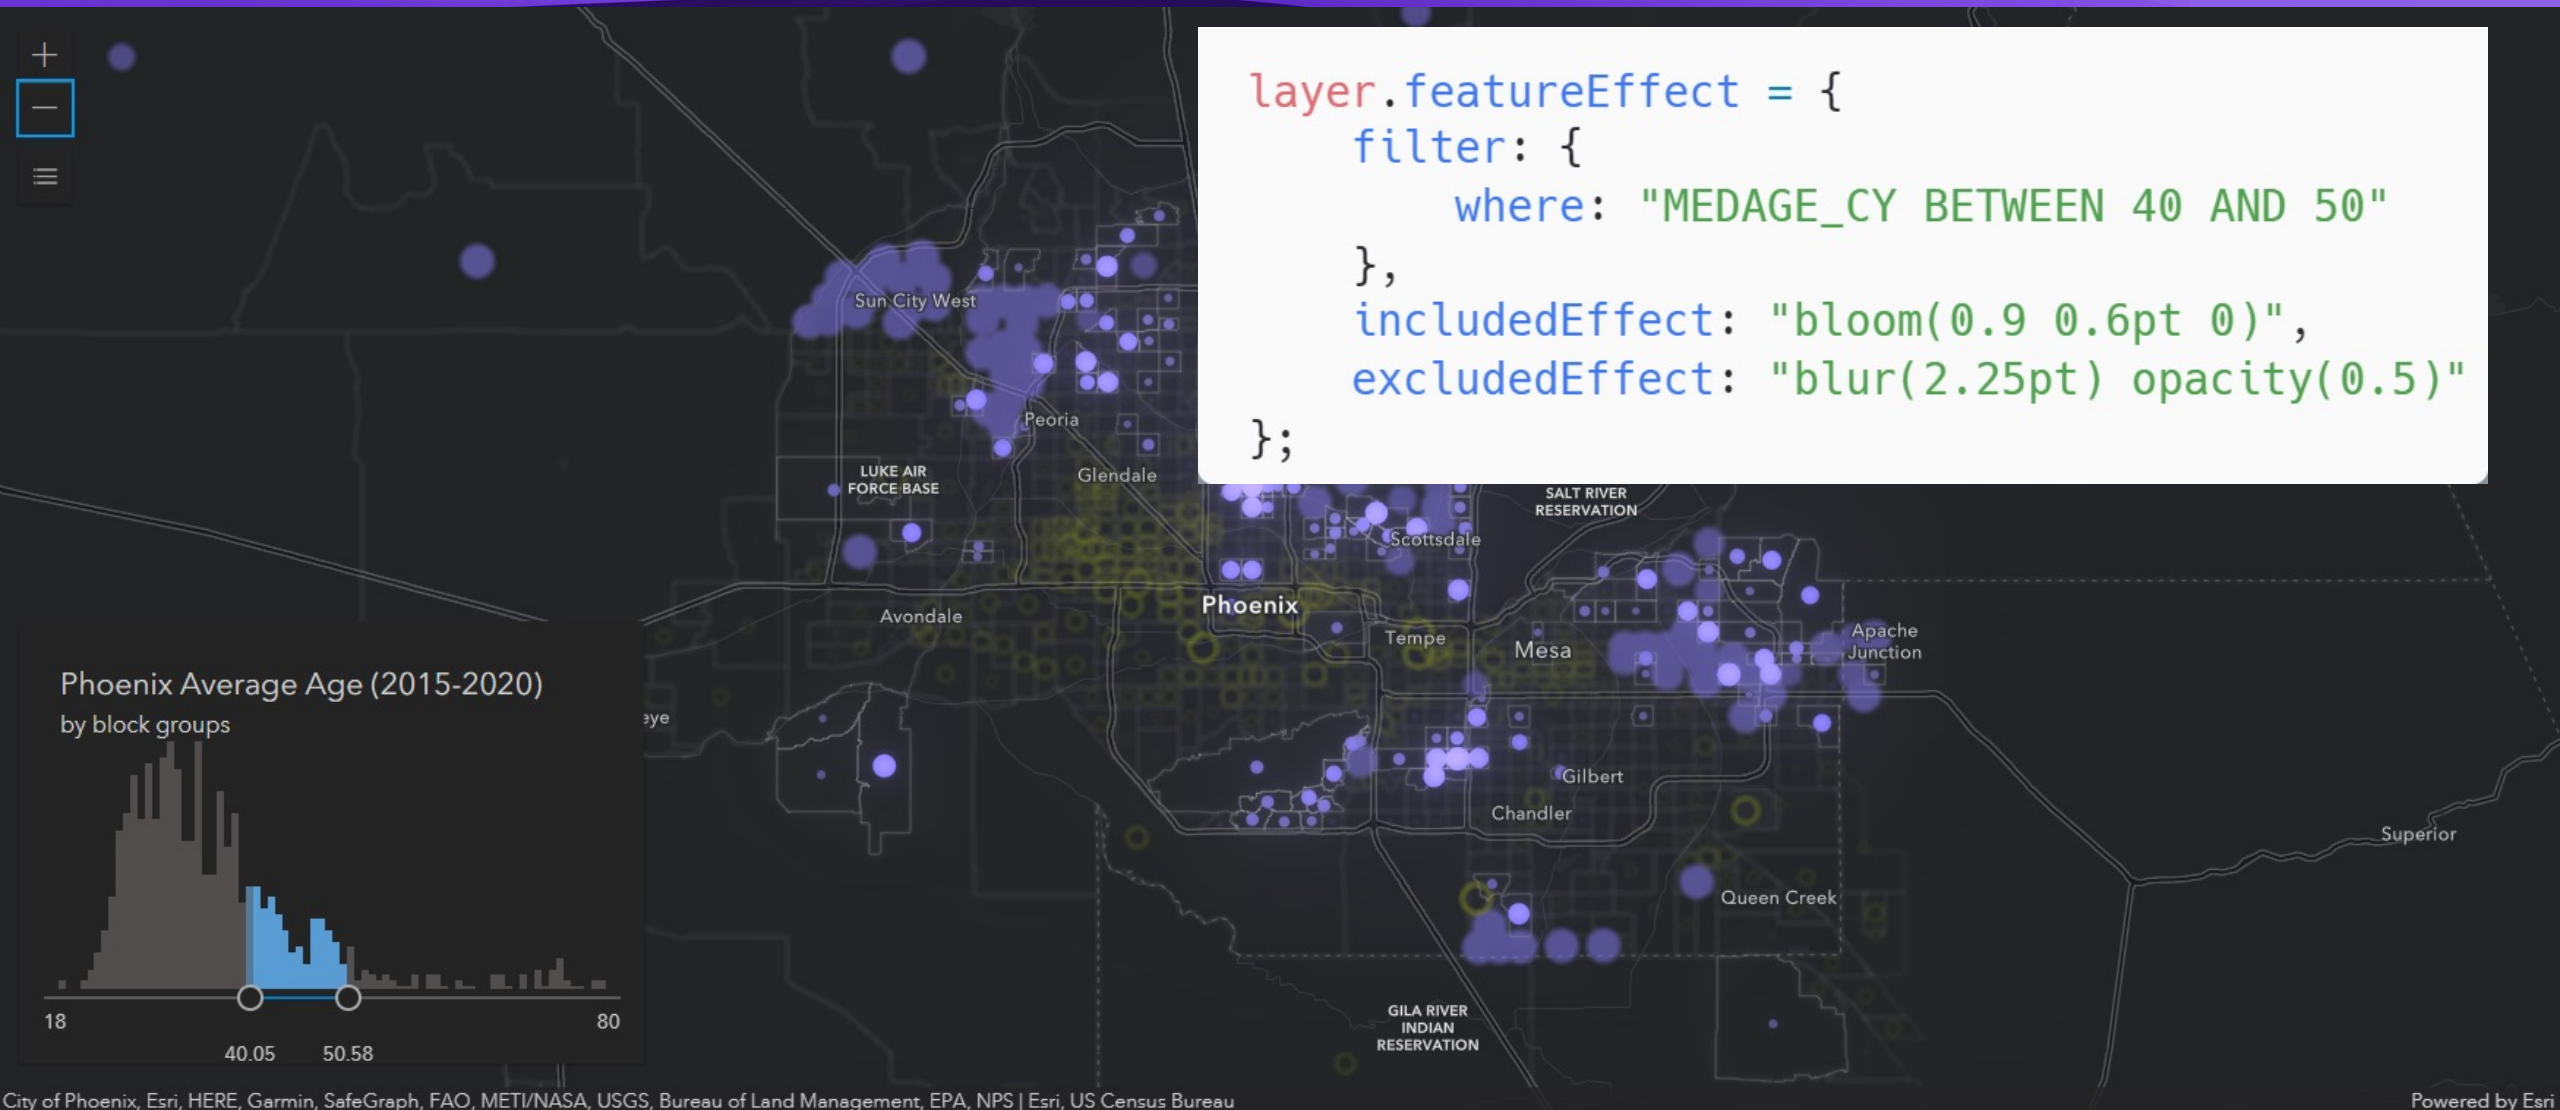 layer.featureEffect = {
filter: {
where: "MEDAGE_CY BETWEEN 40 AND 50"
},
includedEffect: "bloom(0.9 0.6pt 0)",
excludedEffect: "blur(2.25pt) opacity(0.5)"
};
Sun City West
Peoria
Glendale
LUKE AIR
FORCE BASE
SALT RIVER
RESERVATION
Scottsdale
Phoenix
Avondale
Tempe
Mesa
Apache
Junction
eye
Gilbert
Chandler
Superior
Queen Creek
GILA RIVER
INDIAN
RESERVATION
Phoenix Average Age (2015-2020)
by block groups
18
80
40.05
50.58
City of Phoenix, Esri, HERE, Garmin, SafeGraph, FAO, METI/NASA, USGS, Bureau of Land Management, EPA, NPS | Esri, US Census Bureau
Powered by Esri